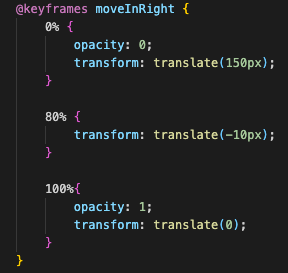 @keyframes moveInRight {
    0% {
        opacity: 0;
        transform: translate(150px);
    }

    80% {
        transform: translate(-10px);
    }

    100%{
        opacity: 1;
        transform: translate(0);
    }
}